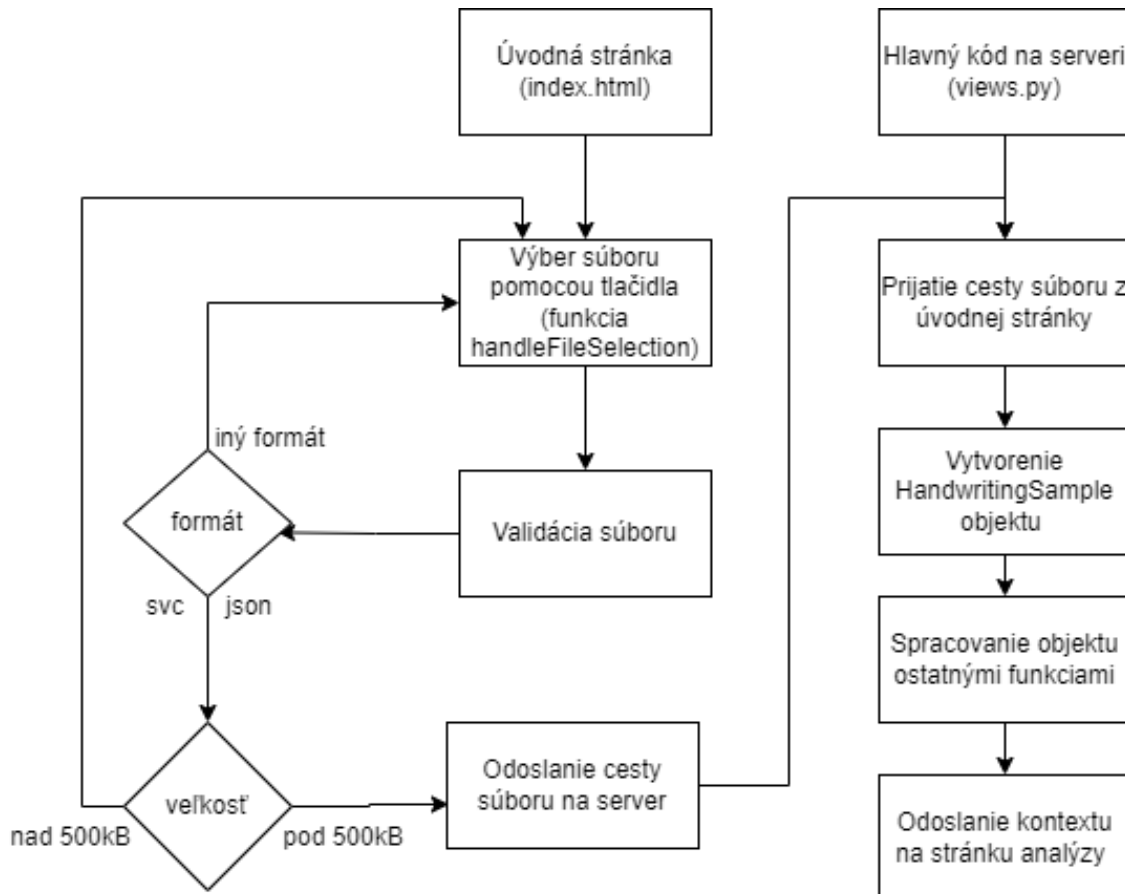 Úvodná stránka
(index.html)
Hlavný kód na serveri
(views.py)
Výber súboru
pomocou tlačidla
(funkcia
handleFileSelection)
Prijatie cesty súboru z
úvodnej stránky
iný formát
formát
Validácia súboru
Vytvorenie
HandwritingSample
objektu
svc
json
Spracovanie objektu
ostatnými funkciami
veľkosť
nad 500kB
pod 500kB
Odoslanie cesty
súboru na server
Odoslanie kontextu
na stránku analýzy